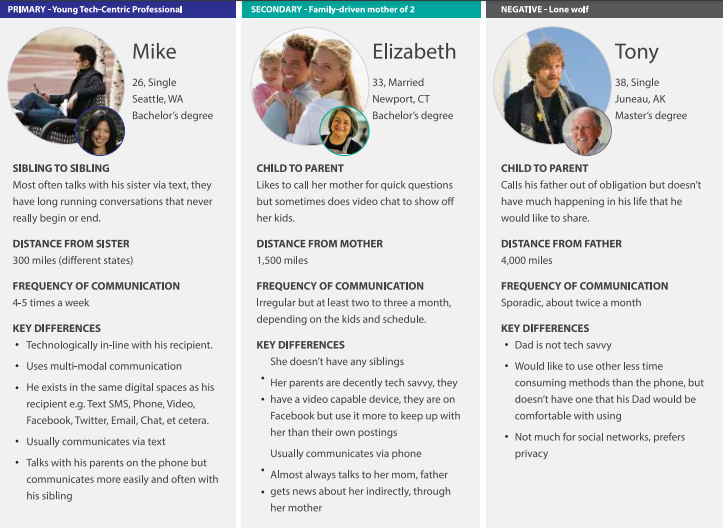 PRIMARY - Young Tech-Centric Professional
Mike
26, Single
Seattle, WA
Bachelor's degree
SIBLING TO SIBLING
Most often talks with his sister via text, they
have long running conversations that never
really begin or end.
DISTANCE FROM SISTER
300 miles (different states)
FREQUENCY OF COMMUNICATION
4-5 times a week
KEY DIFFERENCES
• Technologically in-line with his recipient.
• Uses multi-modal communication
• He exists in the same digital spaces as his
recipient e.g. Text SMS, Phone, Video,
Facebook, Twitter, Email, Chat, et cetera.
• Usually communicates via text
• Talks with his parents on the phone but
communicates more easily and often with
his sibling
SECONDARY - Family-driven mother of 2
Elizabeth
33, Married
Newport, CT
Bachelor's degree
CHILD TO PARENT
Likes to call her mother for quick questions
but sometimes does video chat to show off
her kids.
DISTANCE FROM MOTHER
1,500 miles
FREQUENCY OF COMMUNICATION
Irregular but at least two to three a month,
depending on the kids and schedule.
KEY DIFFERENCES
She doesn't have any siblings
• Her parents are decently tech savvy, they
• have a video capable device, they are on
Facebook but use it more to keep up with
her than their own postings
Usually communicates via phone
• Almost always talks to her mom, father
• gets news about her indirectly, through
her mother
NEGATIVE - Lone wolf
Tony
38, Single
Juneau, AK
Master's degree
CHILD TO PARENT
Calls his father out of obligation but doesn't
have much happening in his life that he
would like to share.
DISTANCE FROM FATHER
4,000 miles
FREQUENCY OF COMMUNICATION
Sporadic, about twice a month
KEY DIFFERENCES
• Dad is not tech savvy
• Would like to use other less time
consuming methods than the phone, but
doesn't have one that his Dad would be
comfortable with using
• Not much for social networks, prefers
privacy